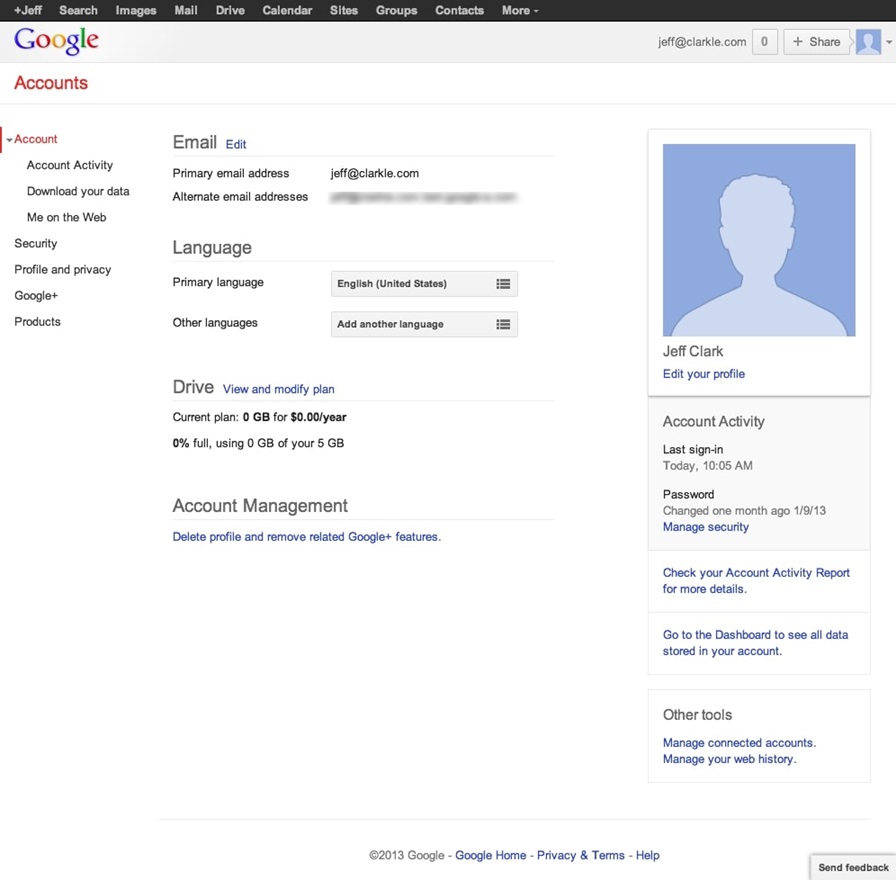 +Jeff Search Images Mail Drive Calendar Sites Groups Contacts More
Google
jeff@clarkle.com 0 + Share
Accounts
Account
Account Activity
Download your data
Me on the Web
Security
Profile and privacy
Google+
Products
Email Edit
Primary email address jeff@clarkle.com
Alternate email addresses
Language
Primary language English (United States)
Other languages Add another language
Drive View and modify plan
Current plan: 0 GB for $0.00/year
0% full, using 0 GB of your 5 GB
Account Management
Delete profile and remove related Google+ features.
Jeff Clark
Edit your profile
Account Activity
Last sign-in
Today, 10:05 AM
Password
Changed one month ago 1/9/13
Manage security
Check your Account Activity Report
for more details.
Go to the Dashboard to see all data
stored in your account.
Other tools
Manage connected accounts.
Manage your web history.
©2013 Google - Google Home - Privacy & Terms - Help
Send feedback